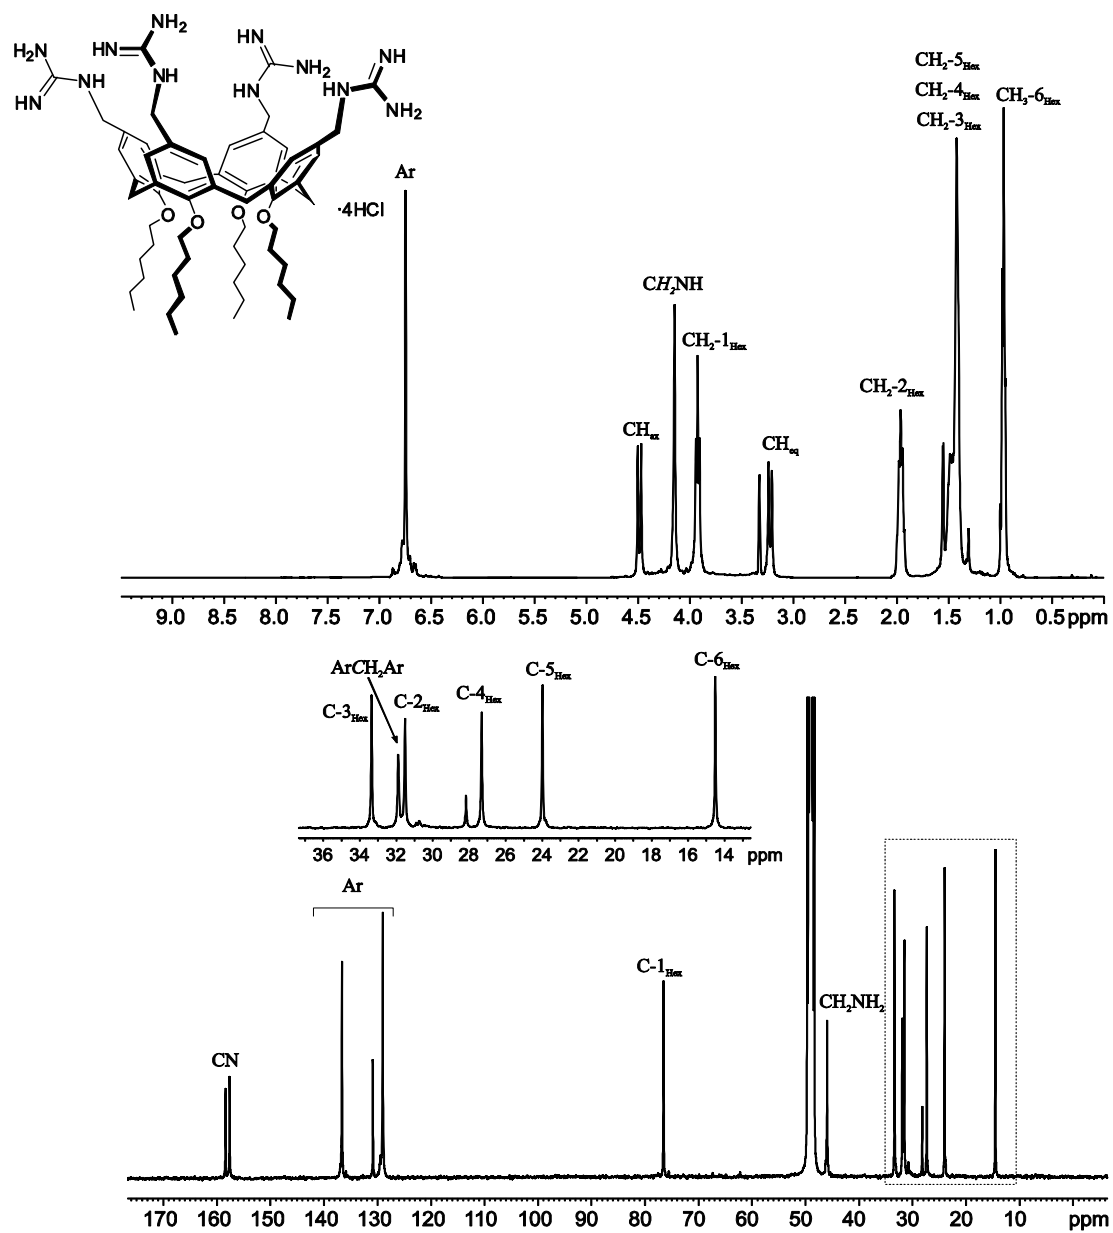 NH₂
HN
NH
H₂N
NH
HN
HN
NH₂
HN
NH
HN
NH₂
O
O
O
O
·4HCl
Ar
CHax
CH₂NH
CH₂-1Hex
CHeq
CH₂-2Hex
CH₂-5Hex
CH₂-4Hex
CH₂-3Hex
CH₃-6Hex
9.0 8.5 8.0 7.5 7.0 6.5 6.0 5.5 5.0 4.5 4.0 3.5 3.0 2.5 2.0 1.5 1.0 0.5 ppm
C-3Hex
ArCH₂Ar
C-2Hex
C-4Hex
C-5Hex
C-6Hex
36 34 32 30 28 26 24 22 20 18 16 14 ppm
CN
Ar
C-1Hex
CH₂NH₂
170 160 150 140 130 120 110 100 90 80 70 60 50 40 30 20 10 ppm